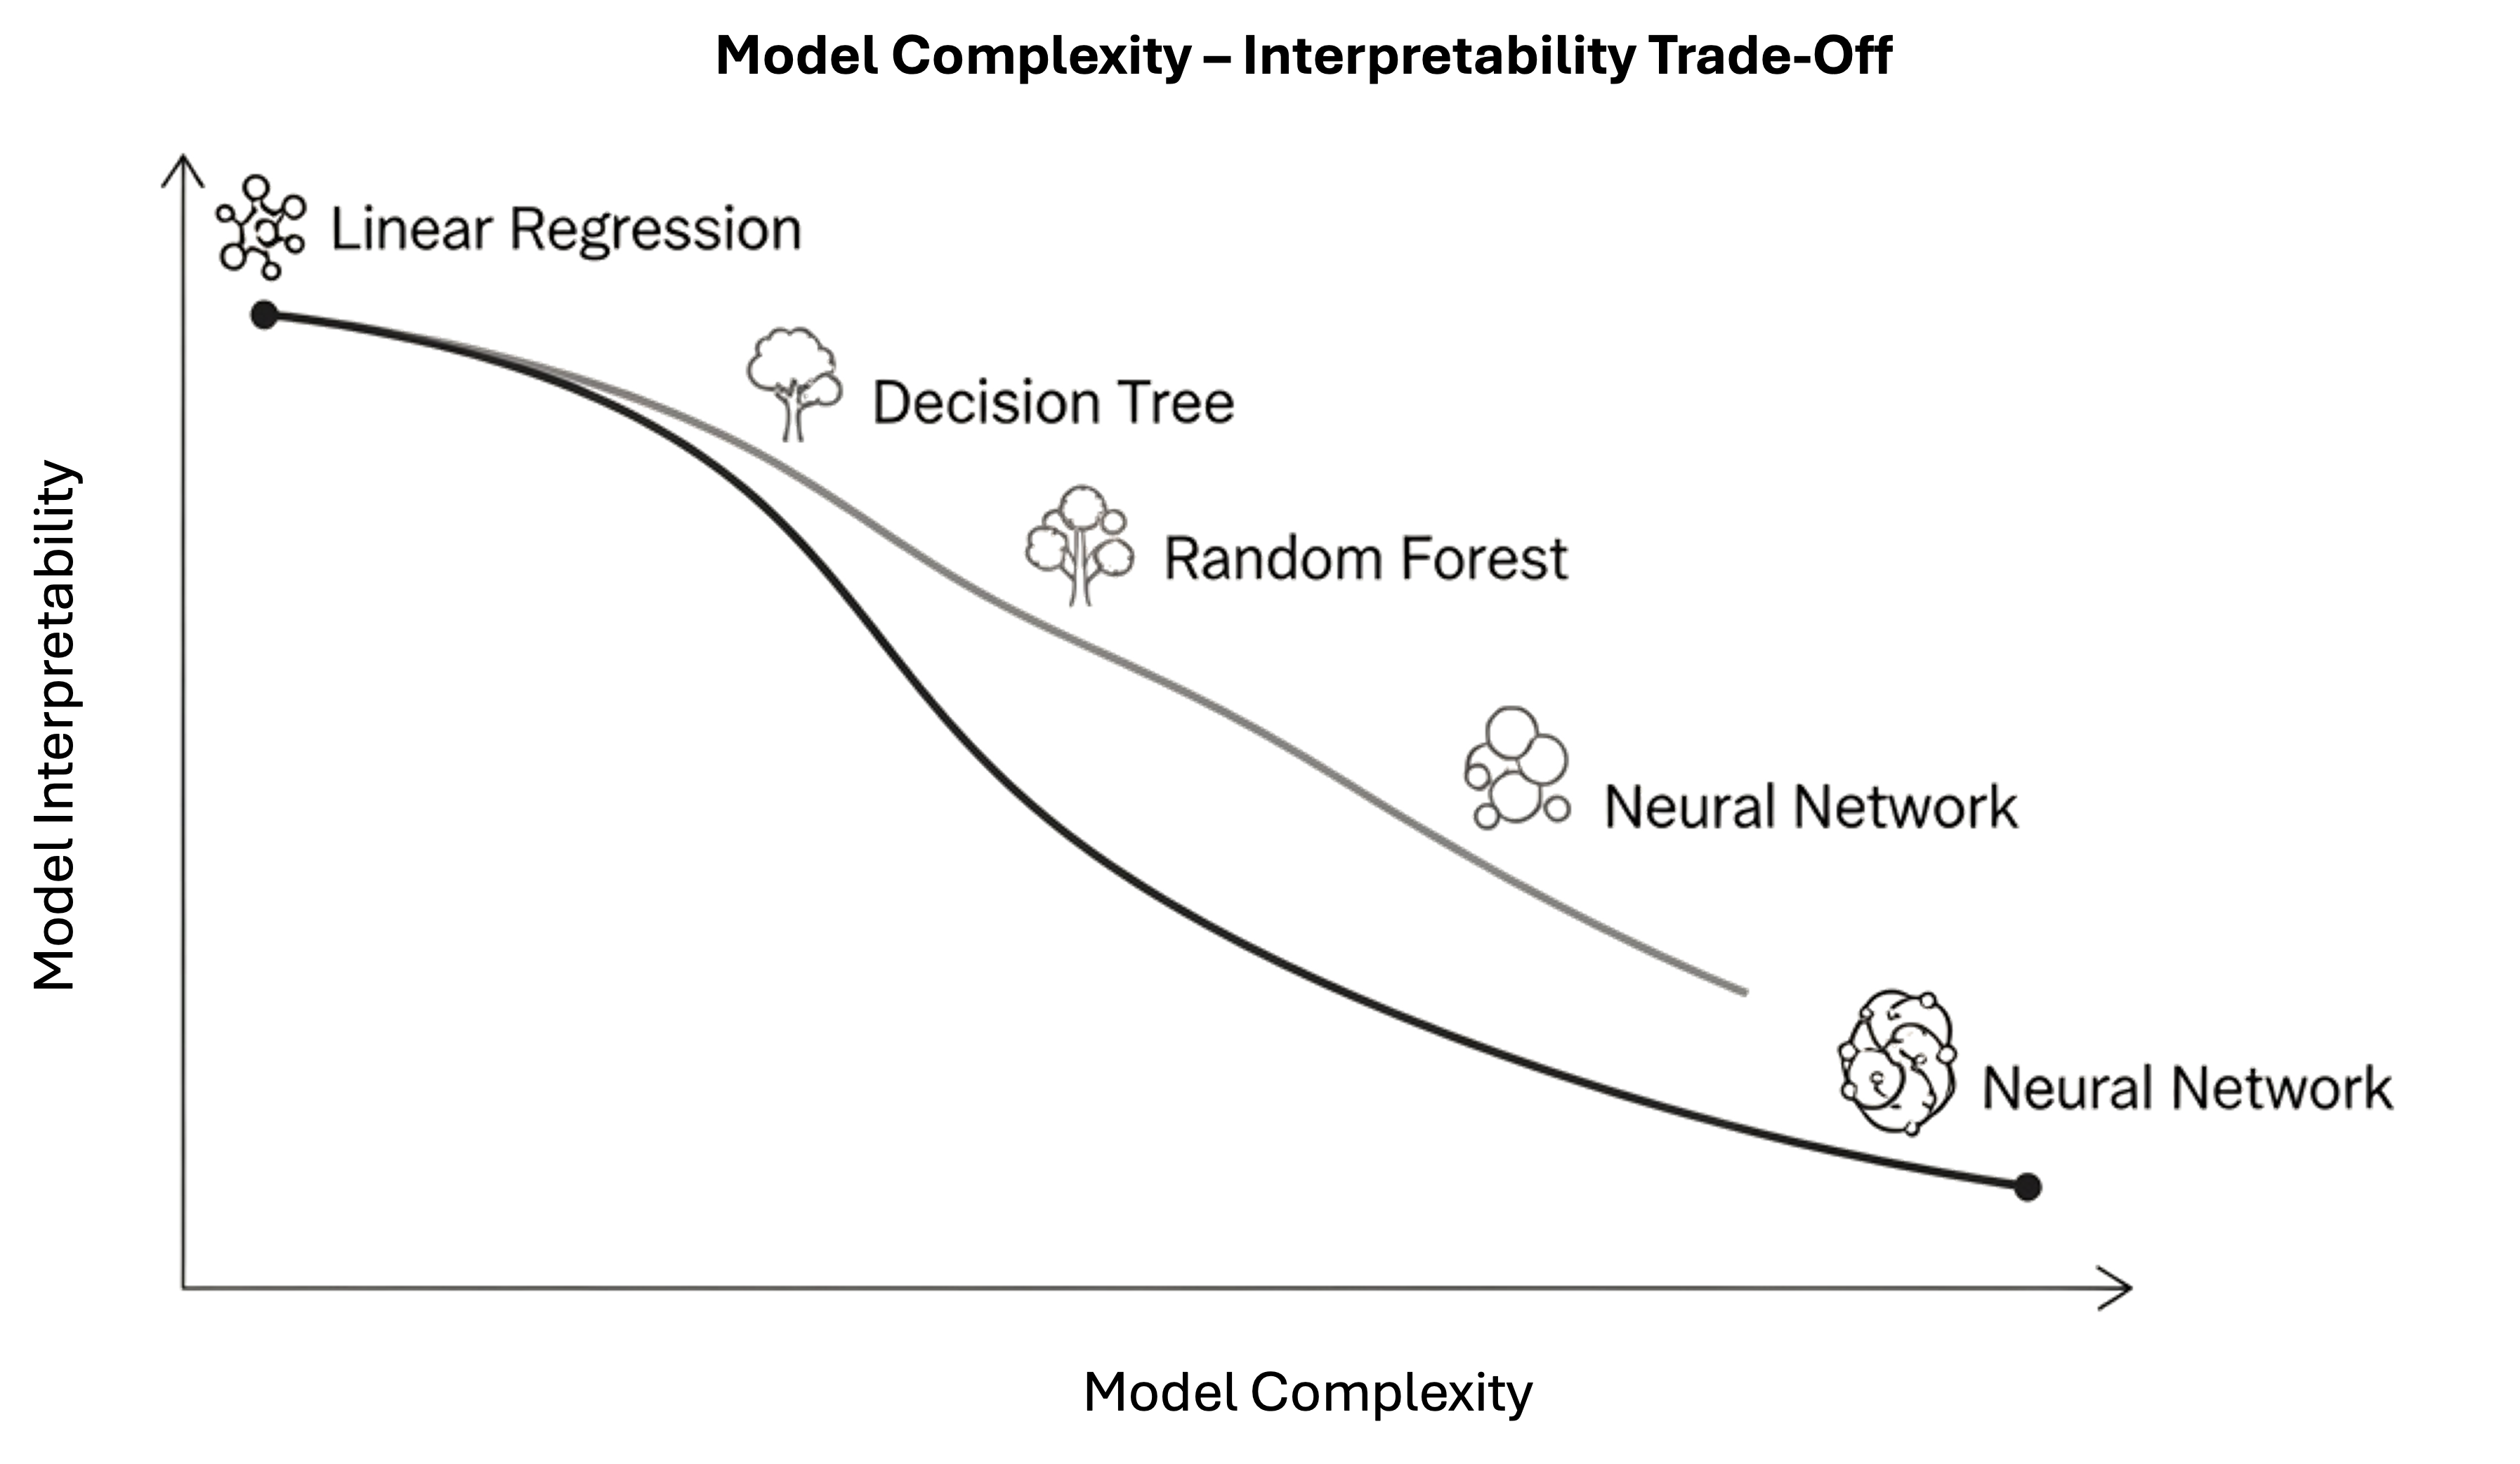 Model Complexity – Interpretability Trade-Off
Linear Regression
Decision Tree
Random Forest
Neural Network
Neural Network
Model Interpretability
Model Complexity